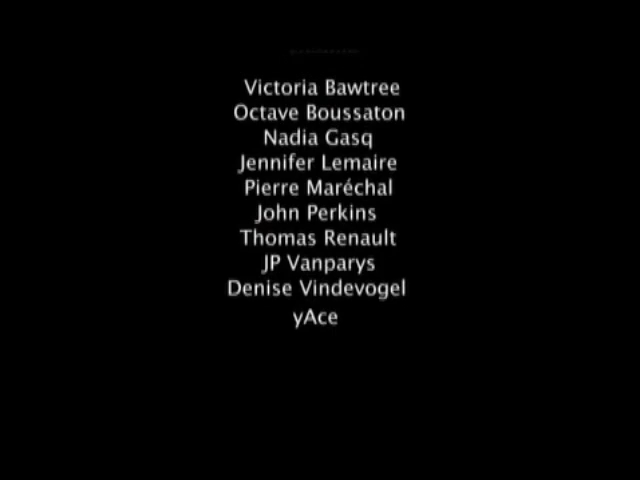 Victoria Bawtree
Octave Boussaton
Nadia Gasq
Jennifer Lemaire
Pierre Maréchal
John Perkins
Thomas Renault
JP Vanparys
Denise Vindevogel
yAce